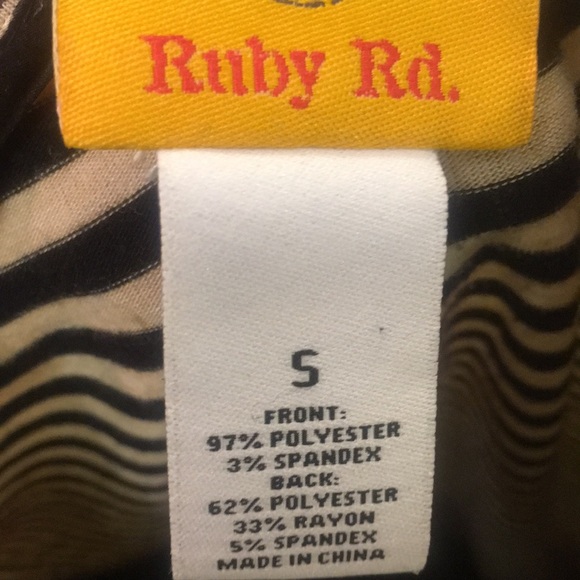 Ruby Rd.
S
FRONT:
97% POLYESTER
3% SPANDEX
BACK:
62% POLYESTER
33% RAYON
5% SPANDEX
MADE IN CHINA